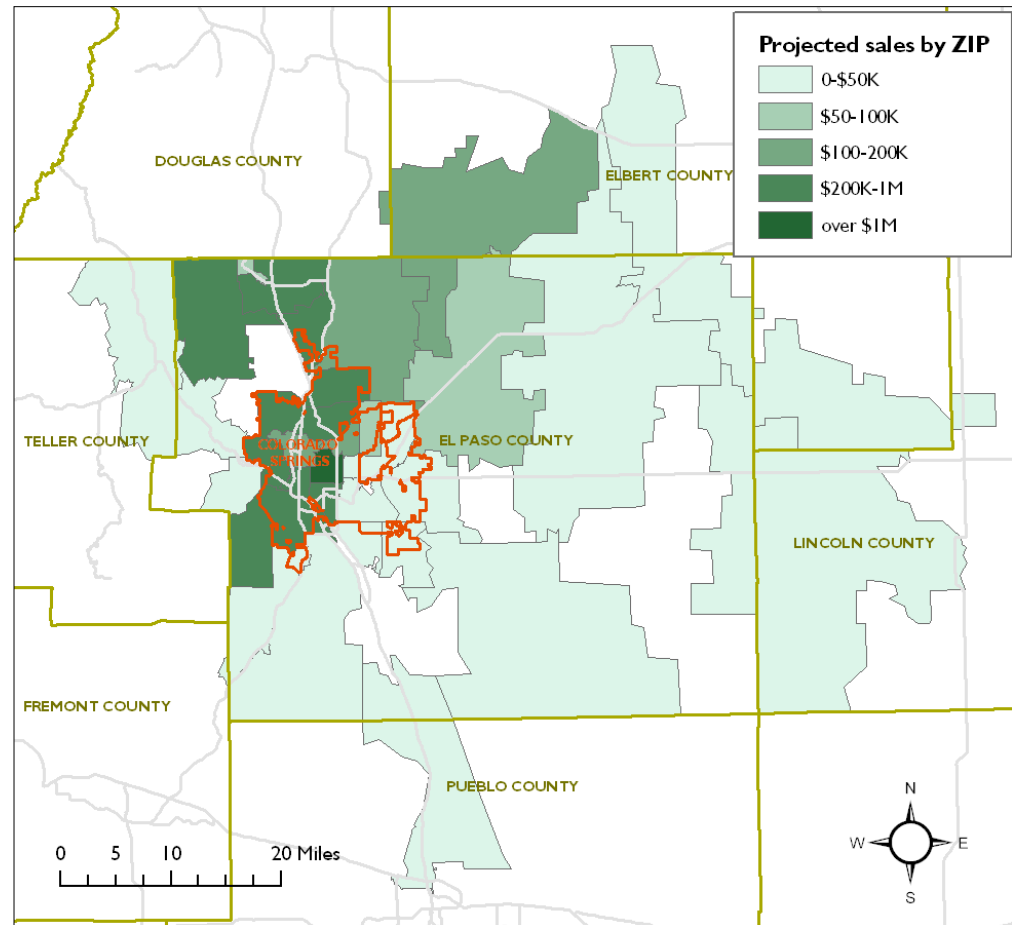 Projected sales by ZIP
0-$50K
$50-100K
$100-200K
$200K-1M
over $1M
DOUGLAS COUNTY
ELBERT COUNTY
TELLER COUNTY
COLORADO
SPRINGS
EL PASO COUNTY
LINCOLN COUNTY
FREMONT COUNTY
PUEBLO COUNTY
N
W
E
S
0 5 10 20 Miles